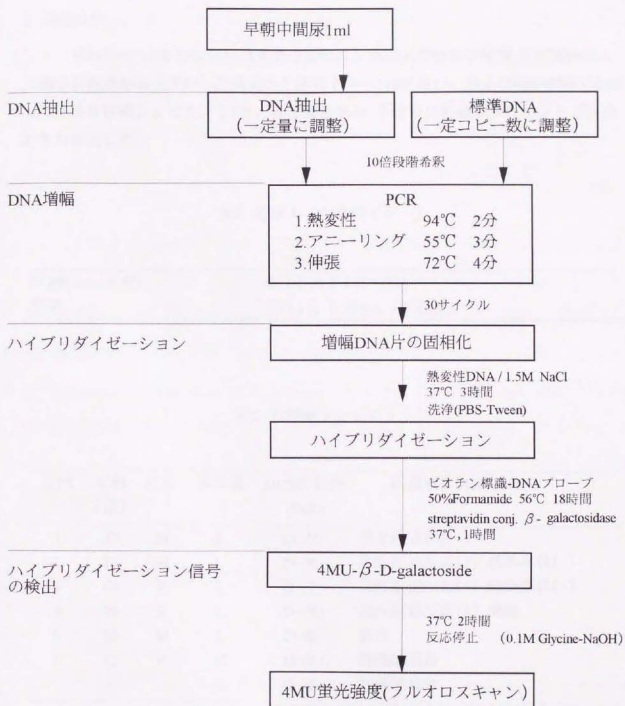 早朝中間尿1ml
DNA抽出
DNA抽出
(一定量に調整)
標準DNA
(一定コピー数に調整)
10倍段階希釈
DNA増幅
PCR
1.熱変性 94℃ 2分
2.アニーリング 55℃ 3分
3.伸張 72℃ 4分
30サイクル
ハイブリダイゼーション
増幅DNA片の固相化
熱変性DNA / 1.5M NaCl
37℃ 3時間
洗浄(PBS-Tween)
ハイブリダイゼーション
ビオチン標識-DNAプローブ
50%Formamide 56℃ 18時間
streptavidin conj. β- galactosidase
37℃, 1時間
ハイブリダイゼーション信号
の検出
4MU-β-D-galactoide
37℃ 2時間
反応停止 (0.1M Glycine-NaOH)
4MU蛍光強度(フルオロスキャン)